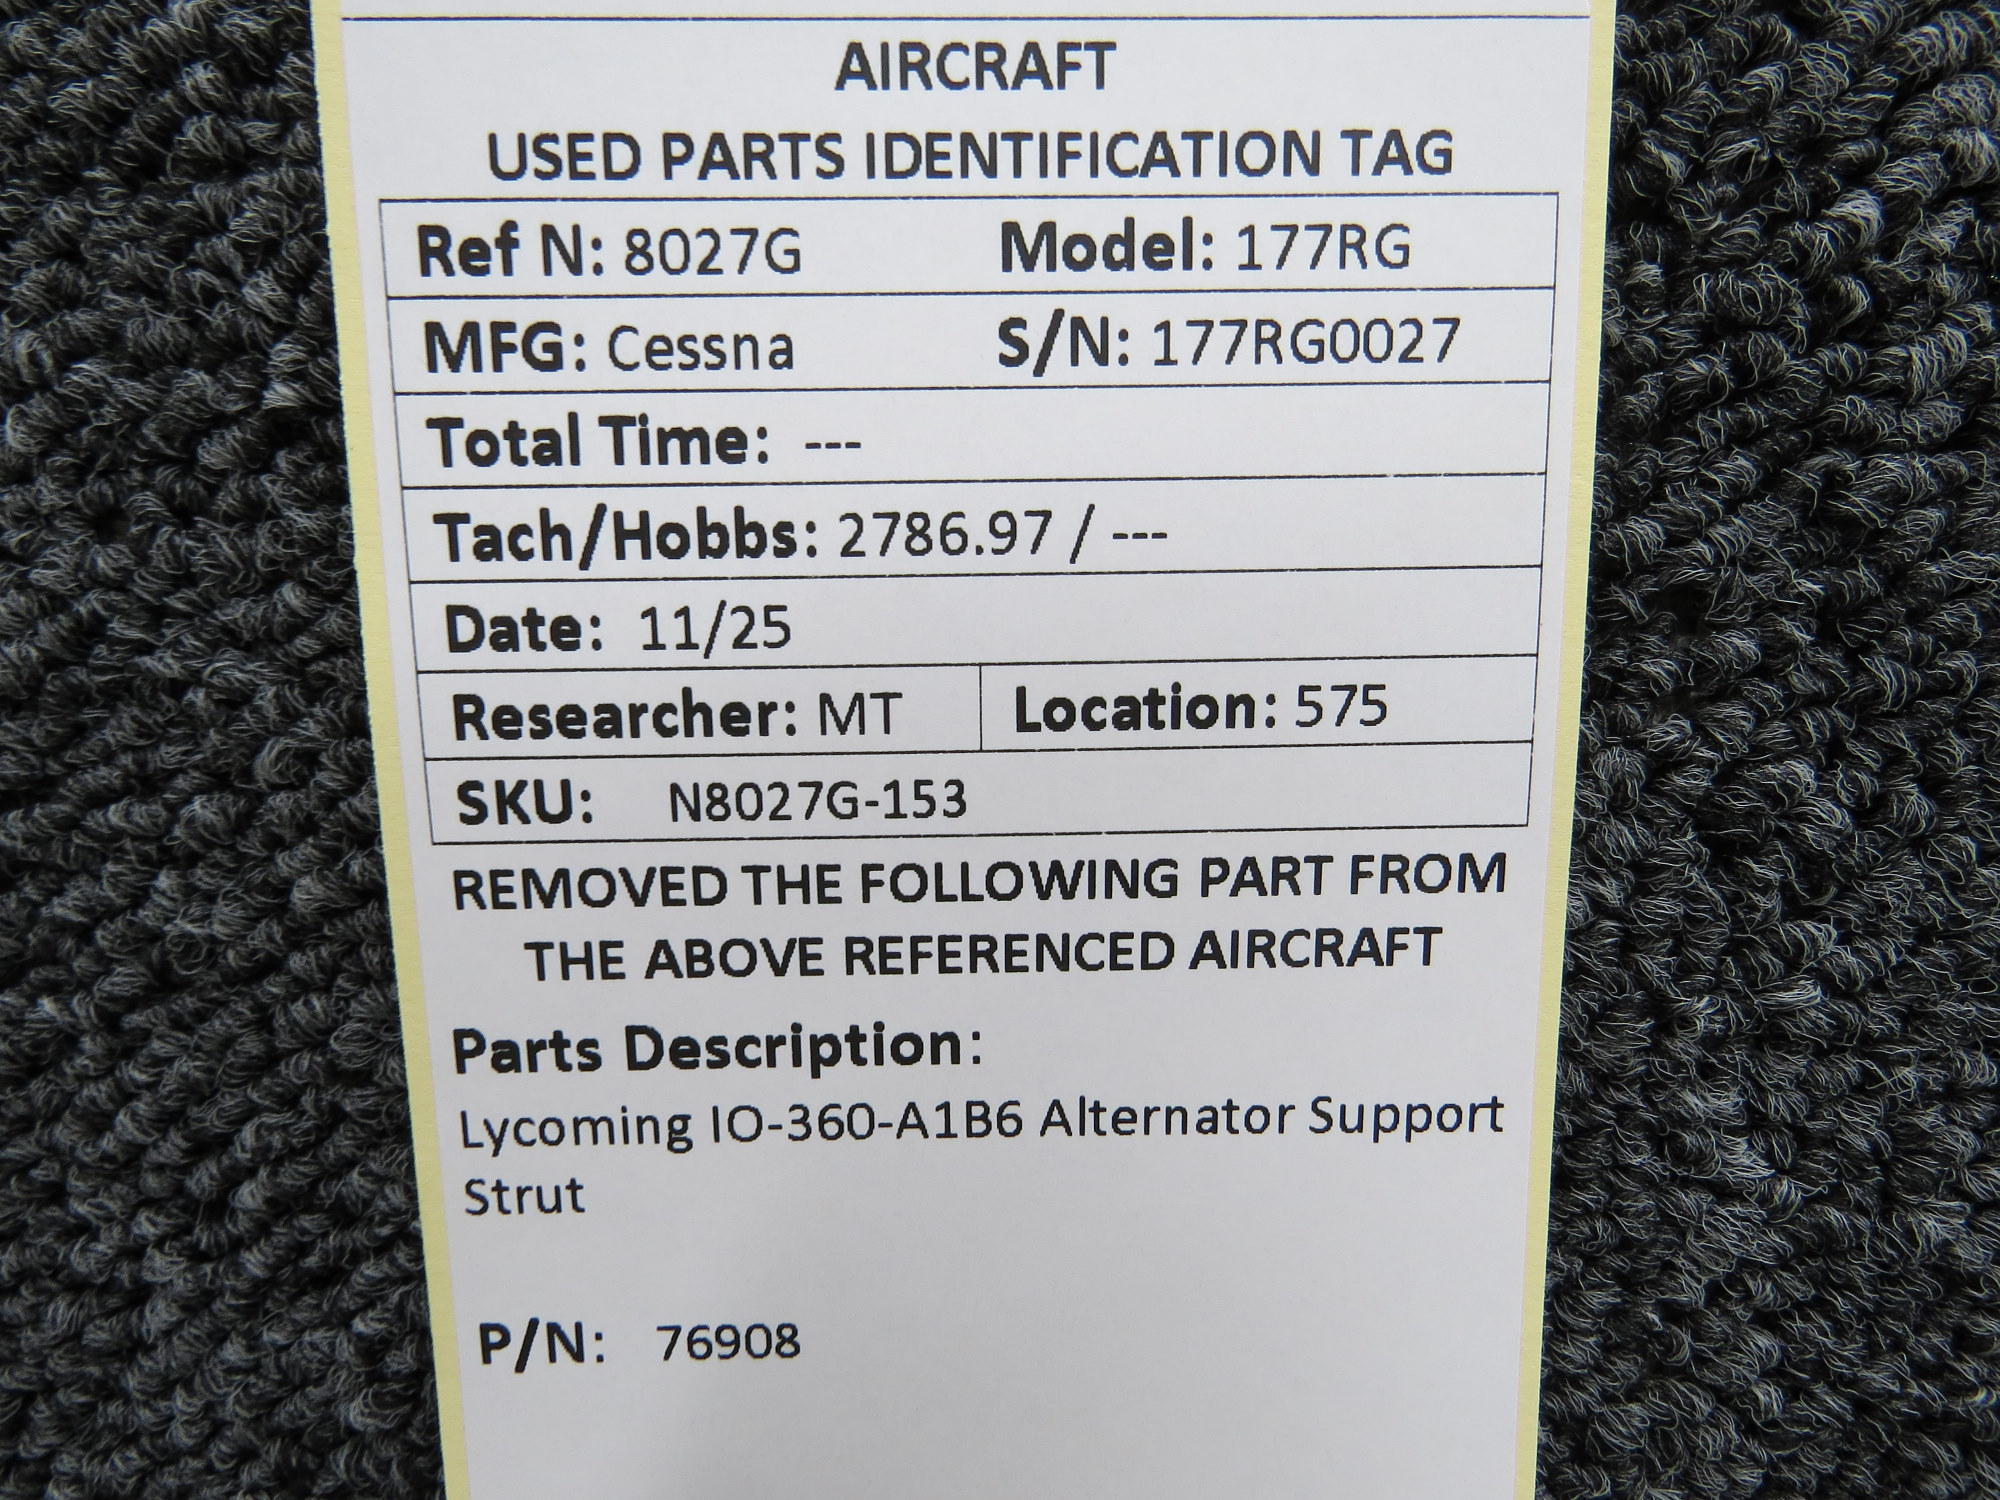 AIRCRAFT
USED PARTS IDENTIFICATION TAG
Ref N: 8027G Model: 177RG
MFG: Cessna S/N: 177RG0027
Total Time: ---
Tach/Hobbs: 2786.97 / ---
Date: 11/25
Researcher: MT Location: 575
SKU: N8027G-153
REMOVED THE FOLLOWING PART FROM
THE ABOVE REFERENCED AIRCRAFT
Parts Description:
Lycoming IO-360-A1B6 Alternator Support
Strut
P/N: 76908